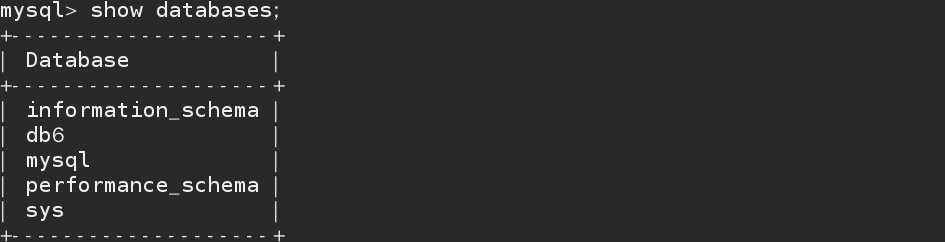 mysql> show databases;
+--------------------+
| Database           |
+--------------------+
| information_schema |
| db6                |
| mysql              |
| performance_schema |
| sys                |
+--------------------+